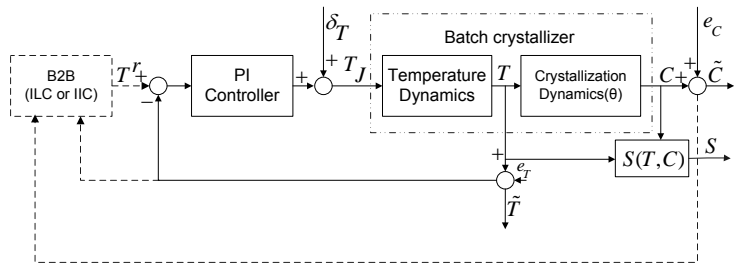 δ_T
e_C
Batch crystallizer
B2B
(ILC or IIC)
T^r
+
−
PI
Controller
+
+
T_J
Temperature
Dynamics
T
Crystallization
Dynamics(θ)
C
+
+
C̃
+
e_T
T̃
S(T,C)
S